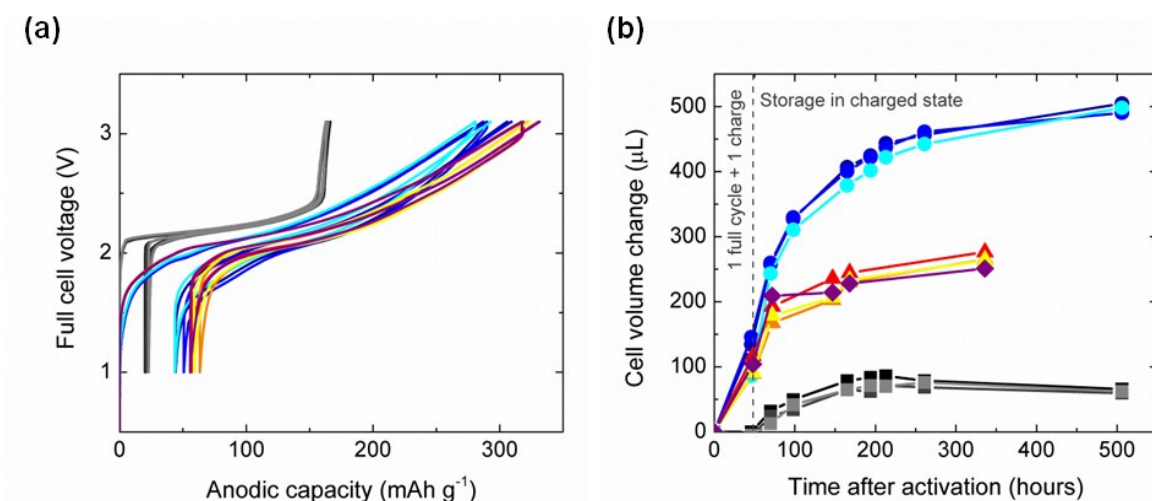 (a)
3
2
1
Full cell voltage (V)
0
100
200
300
Anodic capacity (mAh g⁻¹)
(b)
500
400
300
200
100
0
Cell volume change (µL)
1 full cycle + 1 charge
Storage in charged state
0
100
200
300
400
500
Time after activation (hours)